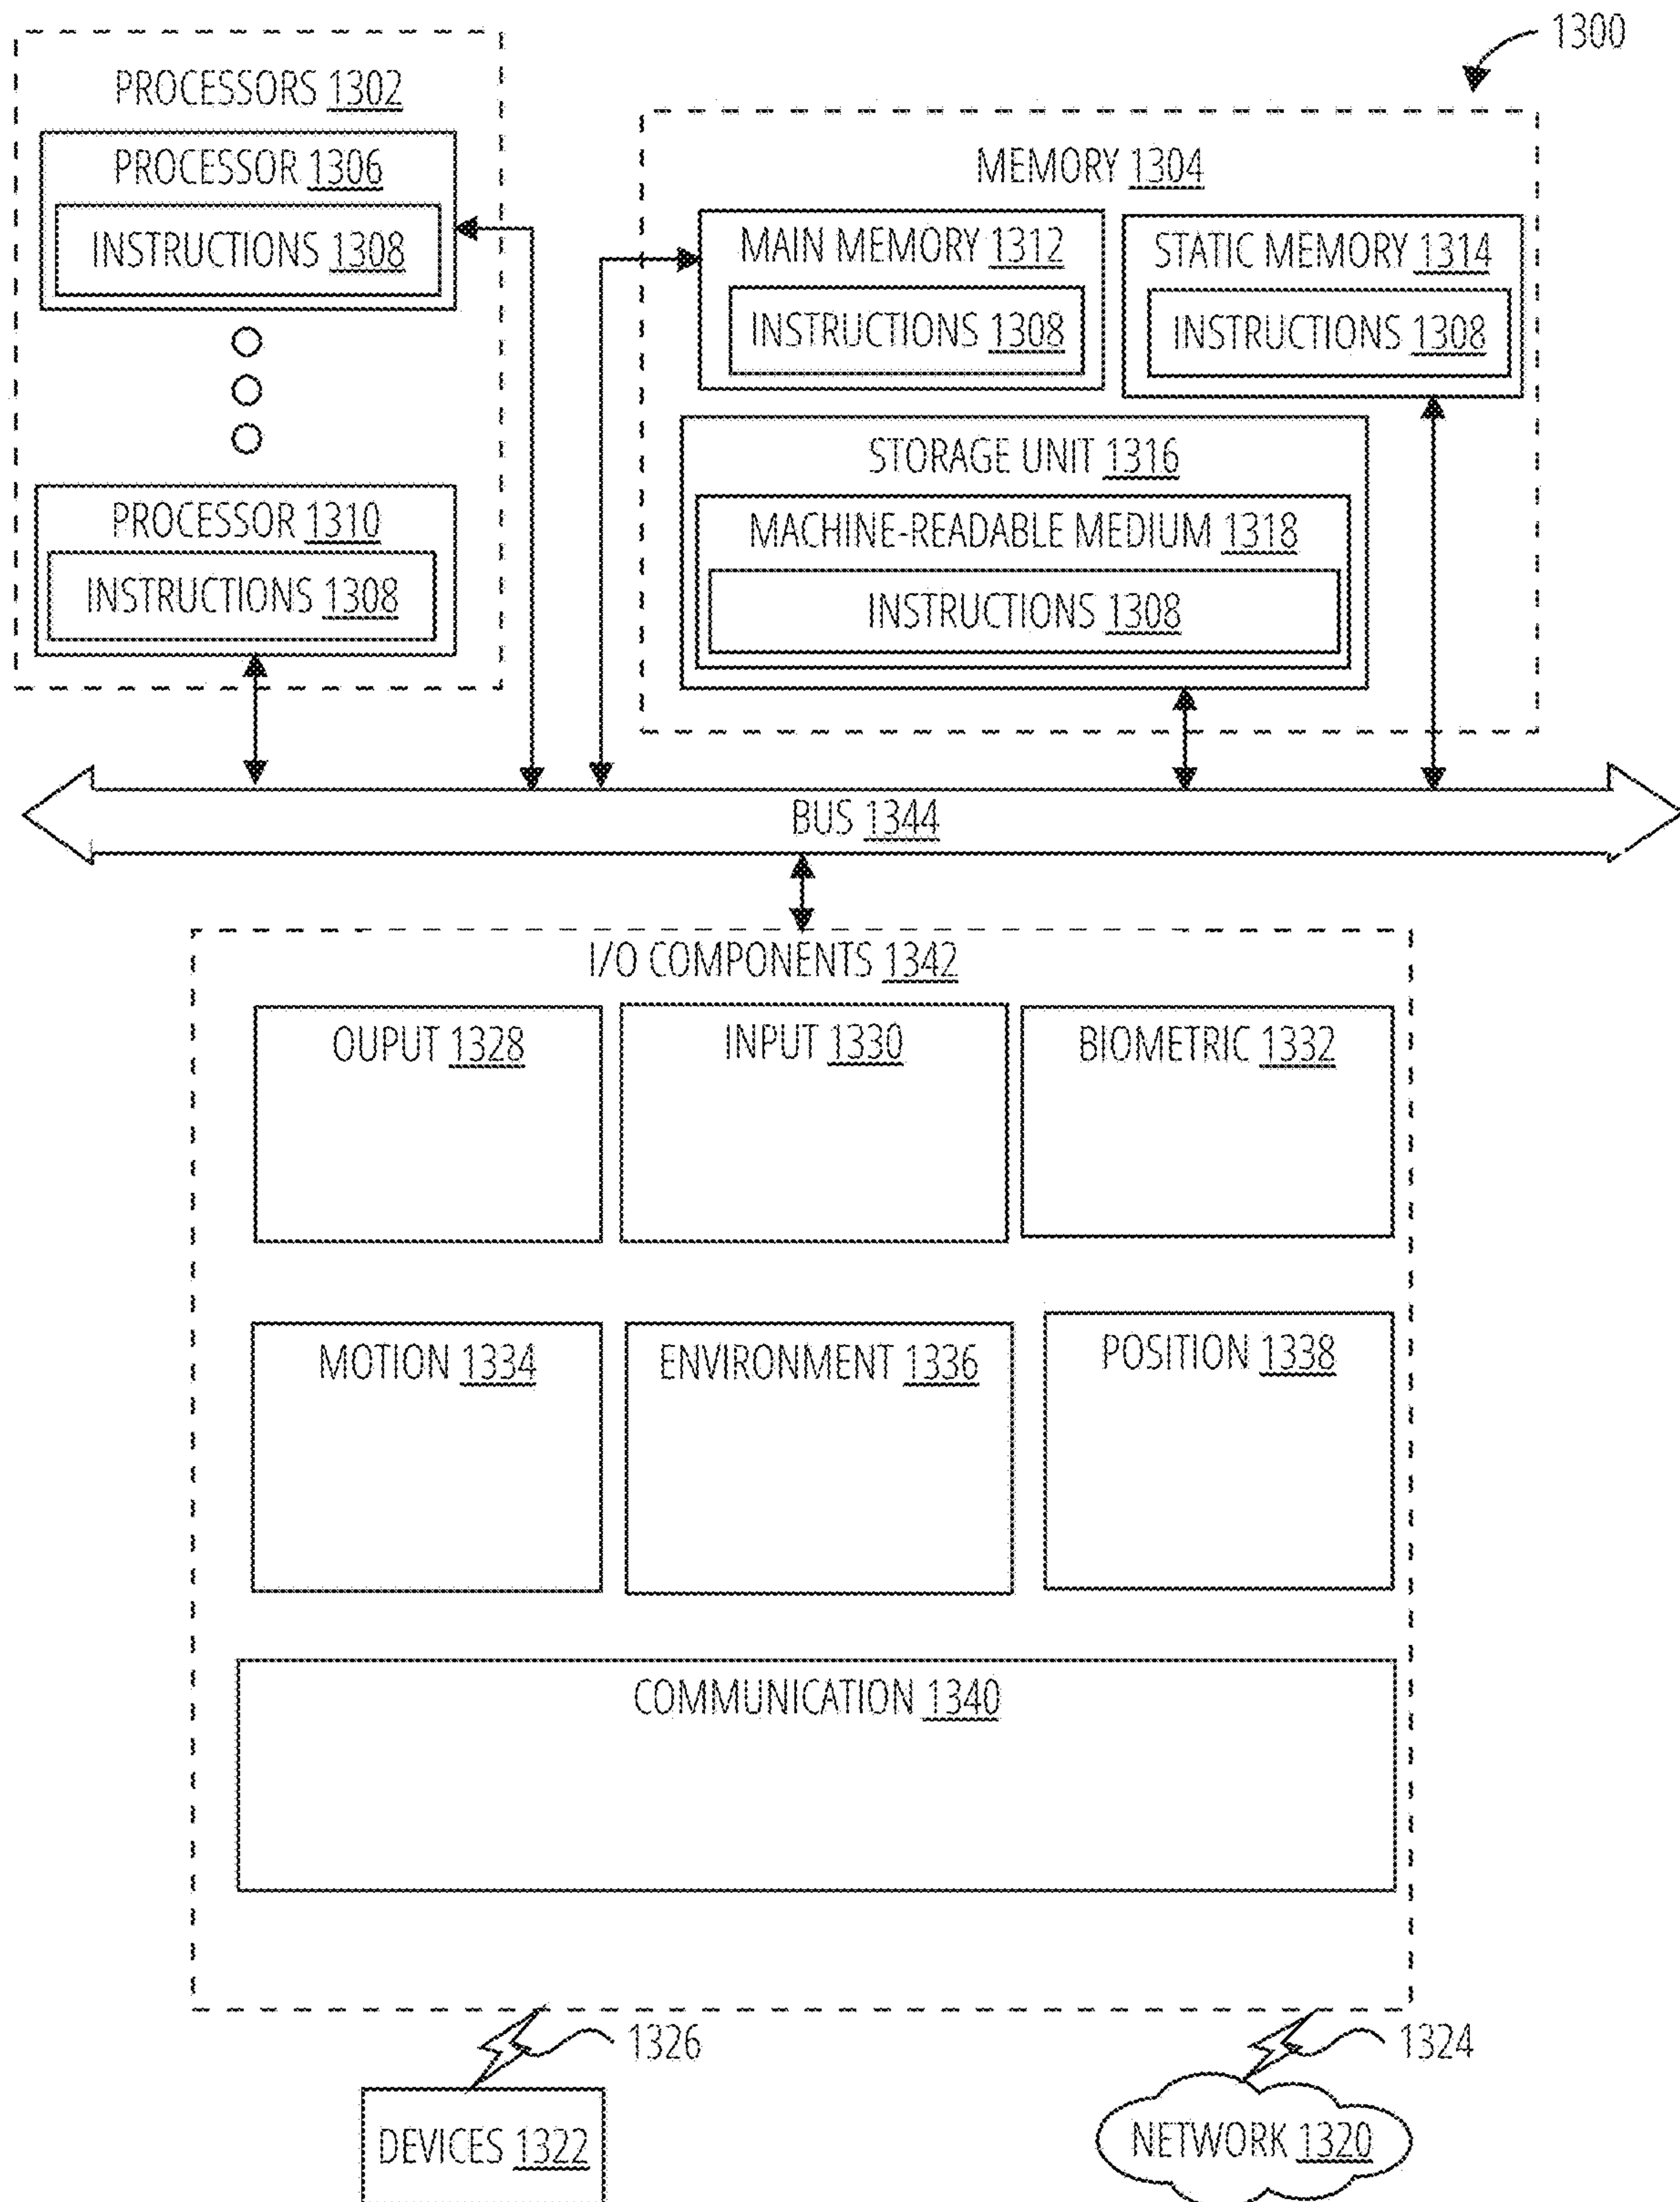 1300
PROCESSORS 1302
PROCESSOR 1306
INSTRUCTIONS 1308
PROCESSOR 1310
INSTRUCTIONS 1308
MEMORY 1304
MAIN MEMORY 1312
INSTRUCTIONS 1308
STATIC MEMORY 1314
INSTRUCTIONS 1308
STORAGE UNIT 1316
MACHINE-READABLE MEDIUM 1318
INSTRUCTIONS 1308
BUS 1344
I/O COMPONENTS 1342
OUPUT 1328
INPUT 1330
BIOMETRIC 1332
MOTION 1334
ENVIRONMENT 1336
POSITION 1338
COMMUNICATION 1340
1326
1324
DEVICES 1322
NETWORK 1320